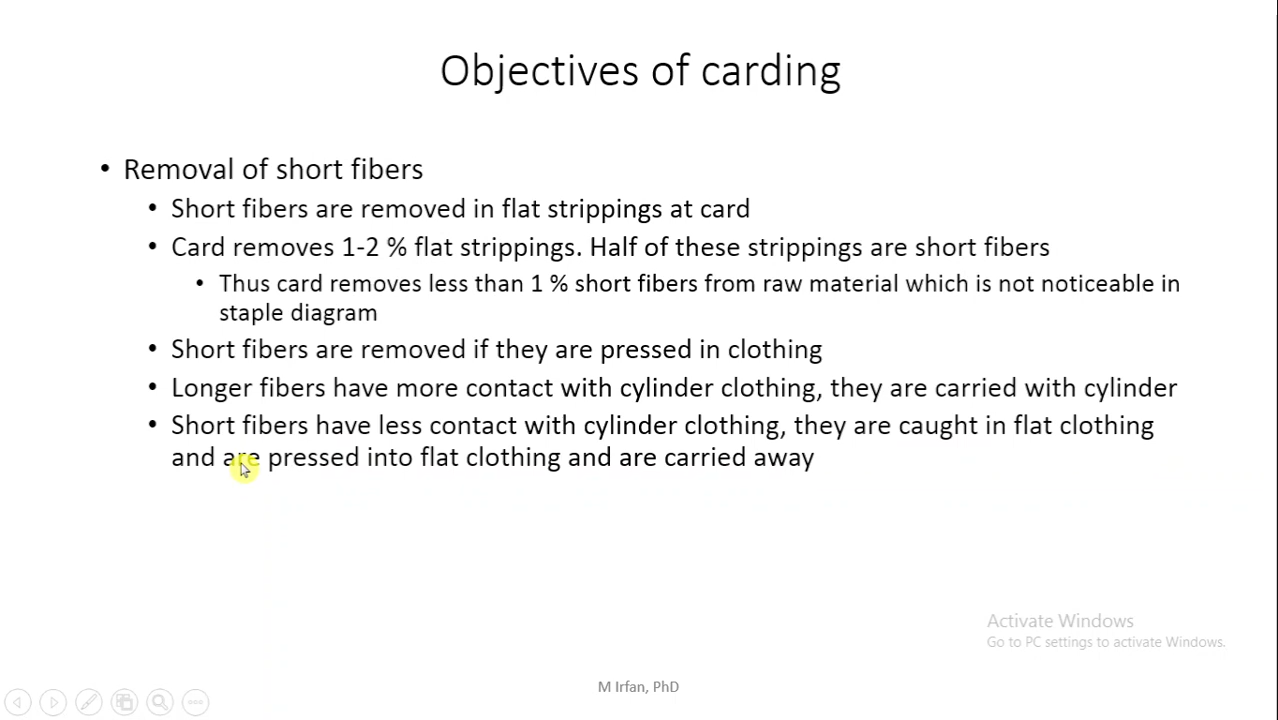 Objectives of carding
• Removal of short fibers
• Short fibers are removed in flat strippings at card
• Card removes 1-2 % flat strippings. Half of these strippings are short fibers
• Thus card removes less than 1 % short fibers from raw material which is not noticeable in
staple diagram
• Short fibers are removed if they are pressed in clothing
• Longer fibers have more contact with cylinder clothing, they are carried with cylinder
• Short fibers have less contact with cylinder clothing, they are caught in flat clothing
and are pressed into flat clothing and are carried away
Activate Windows
Go to PC settings to activate Windows.
M Irfan, PhD